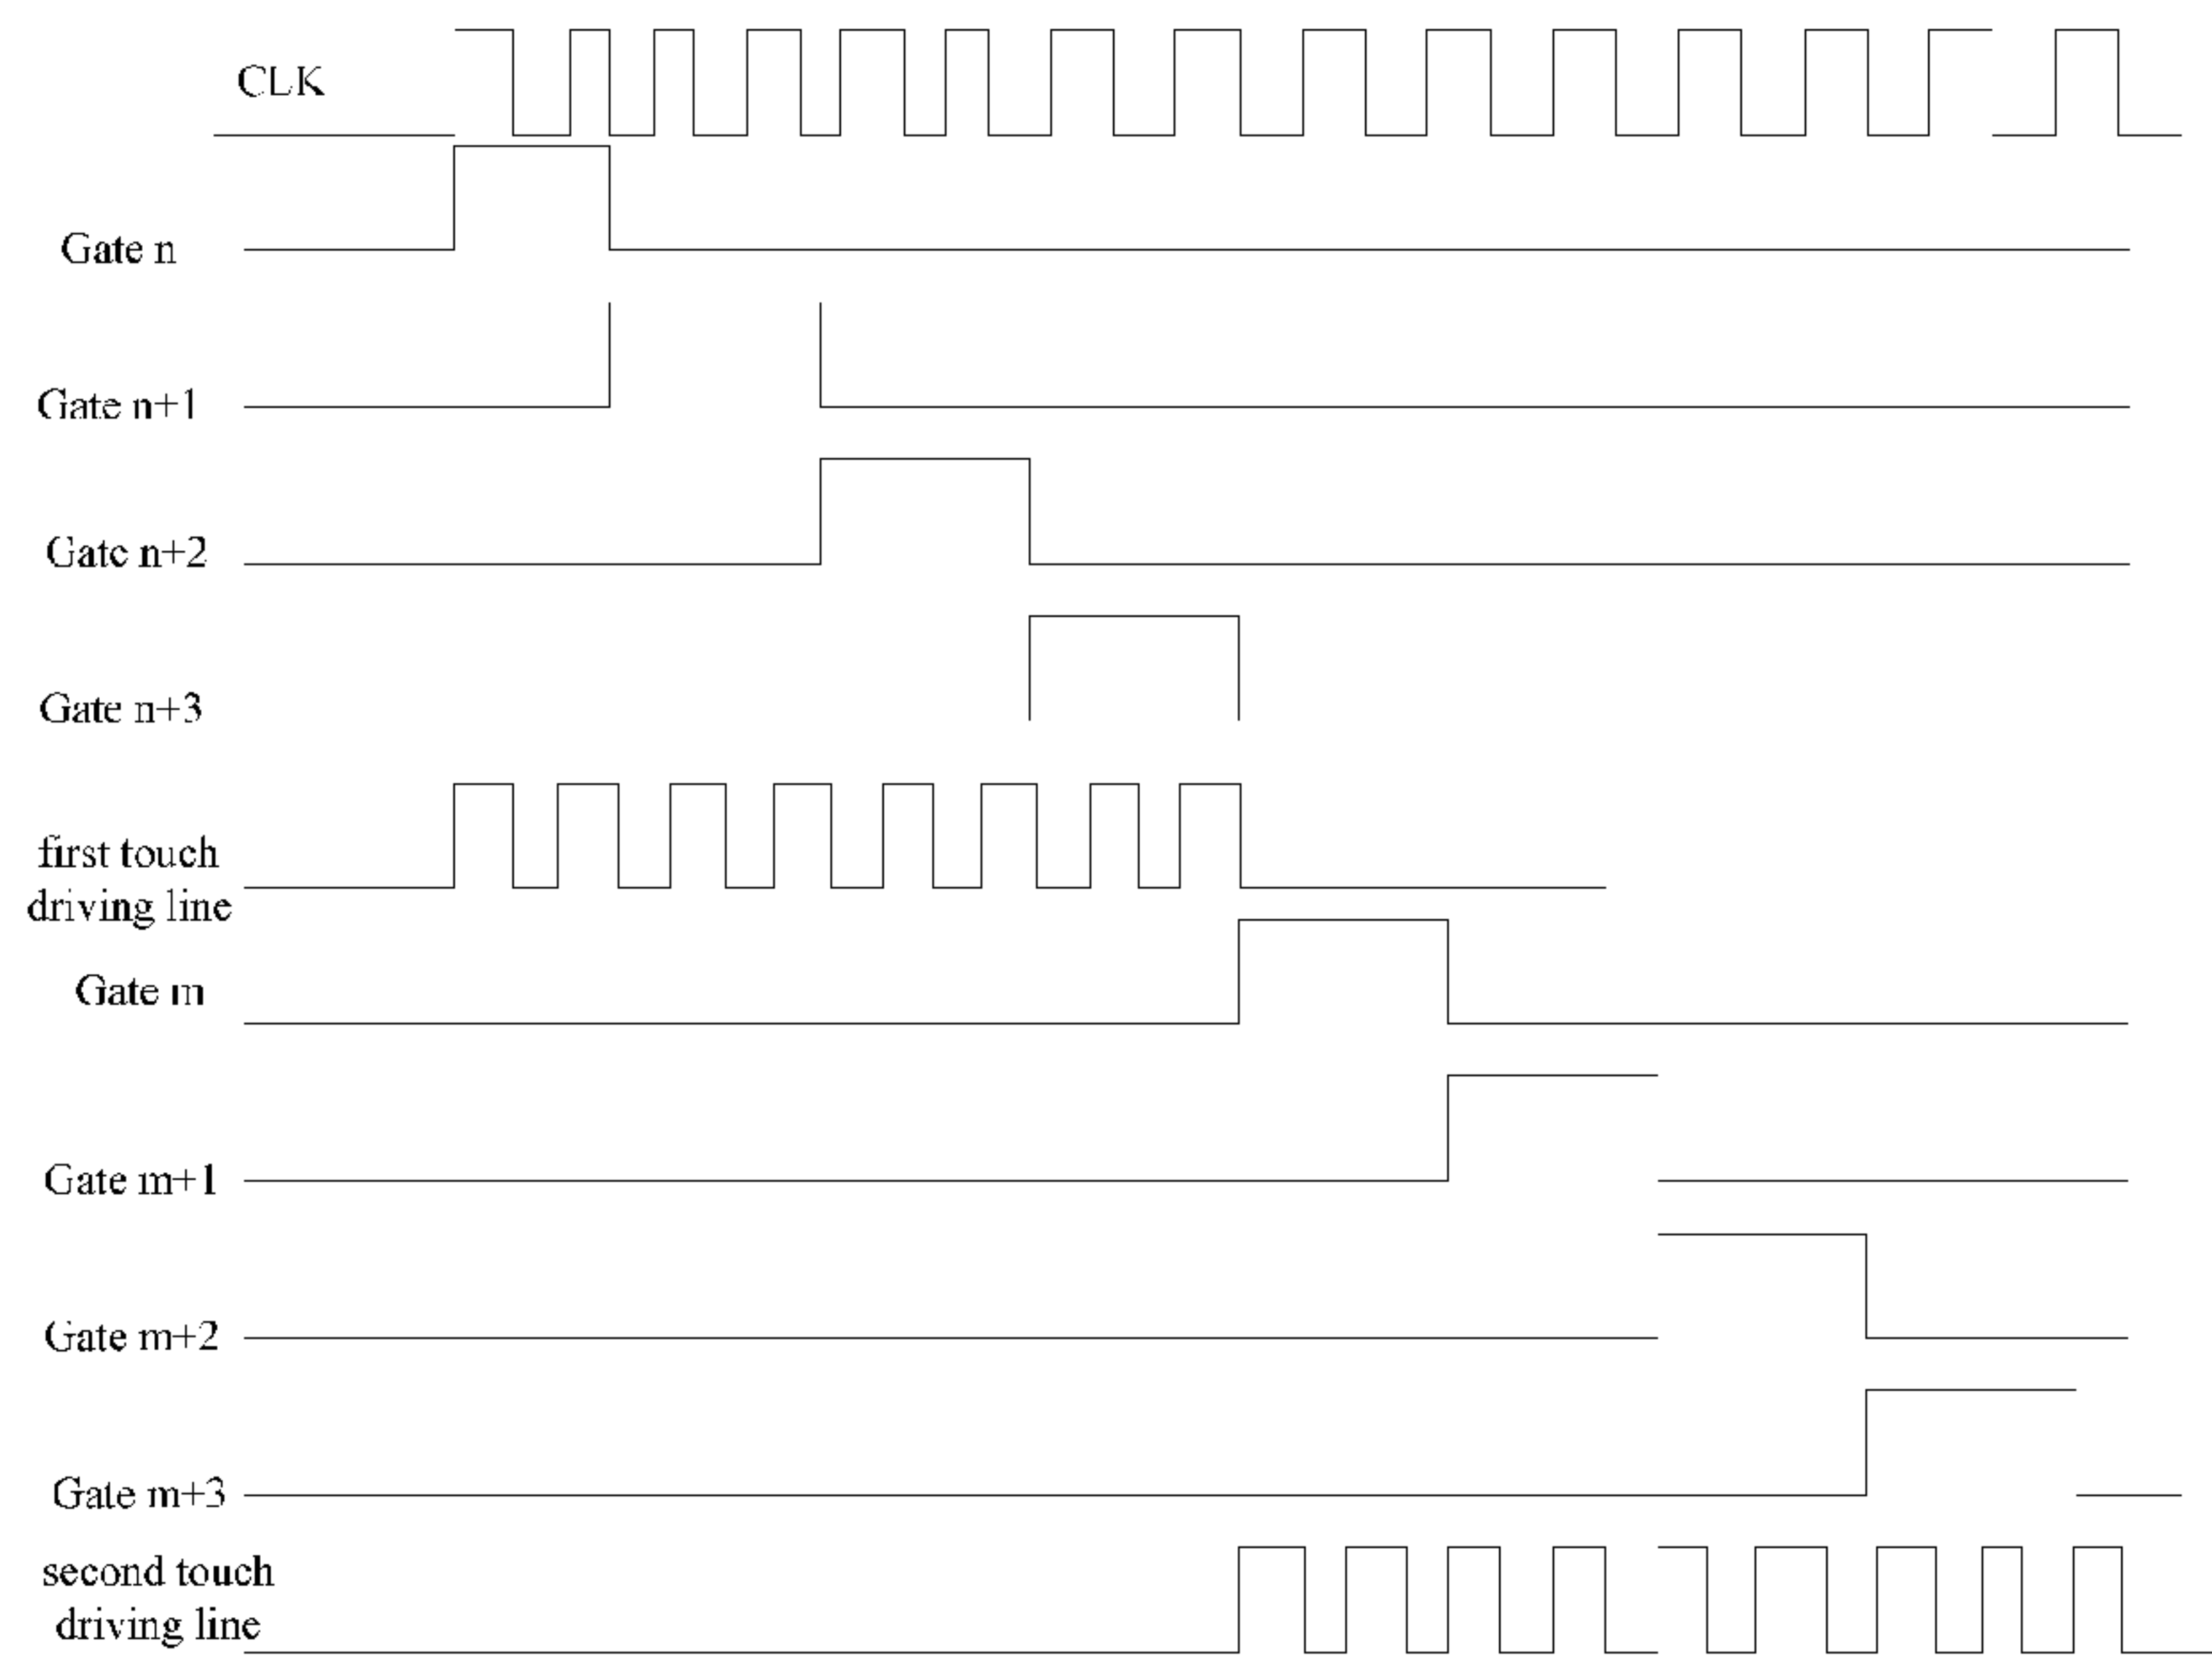 CLK
Gate n
Gate n+1
Gate n+2
Gate n+3
first touch
driving line
Gate m
Gate m+1
Gate m+2
Gate m+3
second touch
driving line